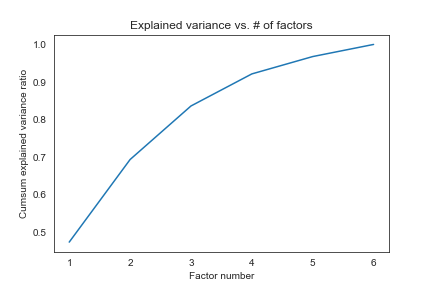 Explained variance vs. # of factors
Cumsum explained variance ratio
1.0
0.9
0.8
0.7
0.6
0.5
1 2 3 4 5 6
Factor number